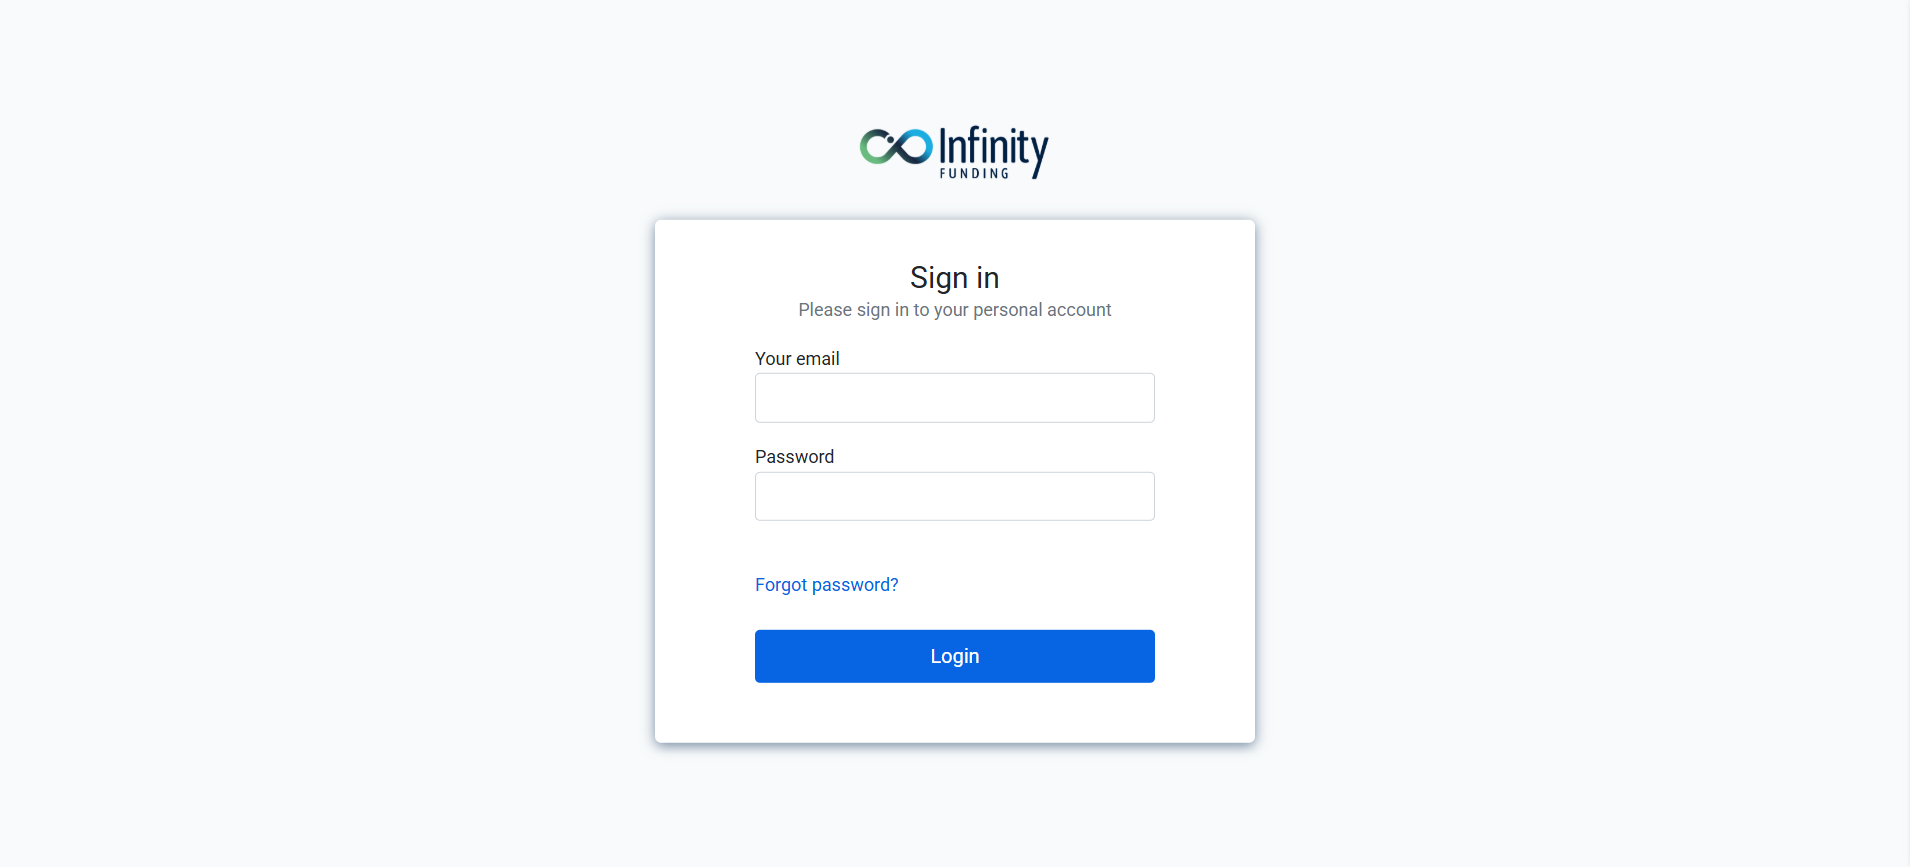 Infinity
FUNDING
Sign in
Please sign in to your personal account
Your email
Password
Forgot password?
Login